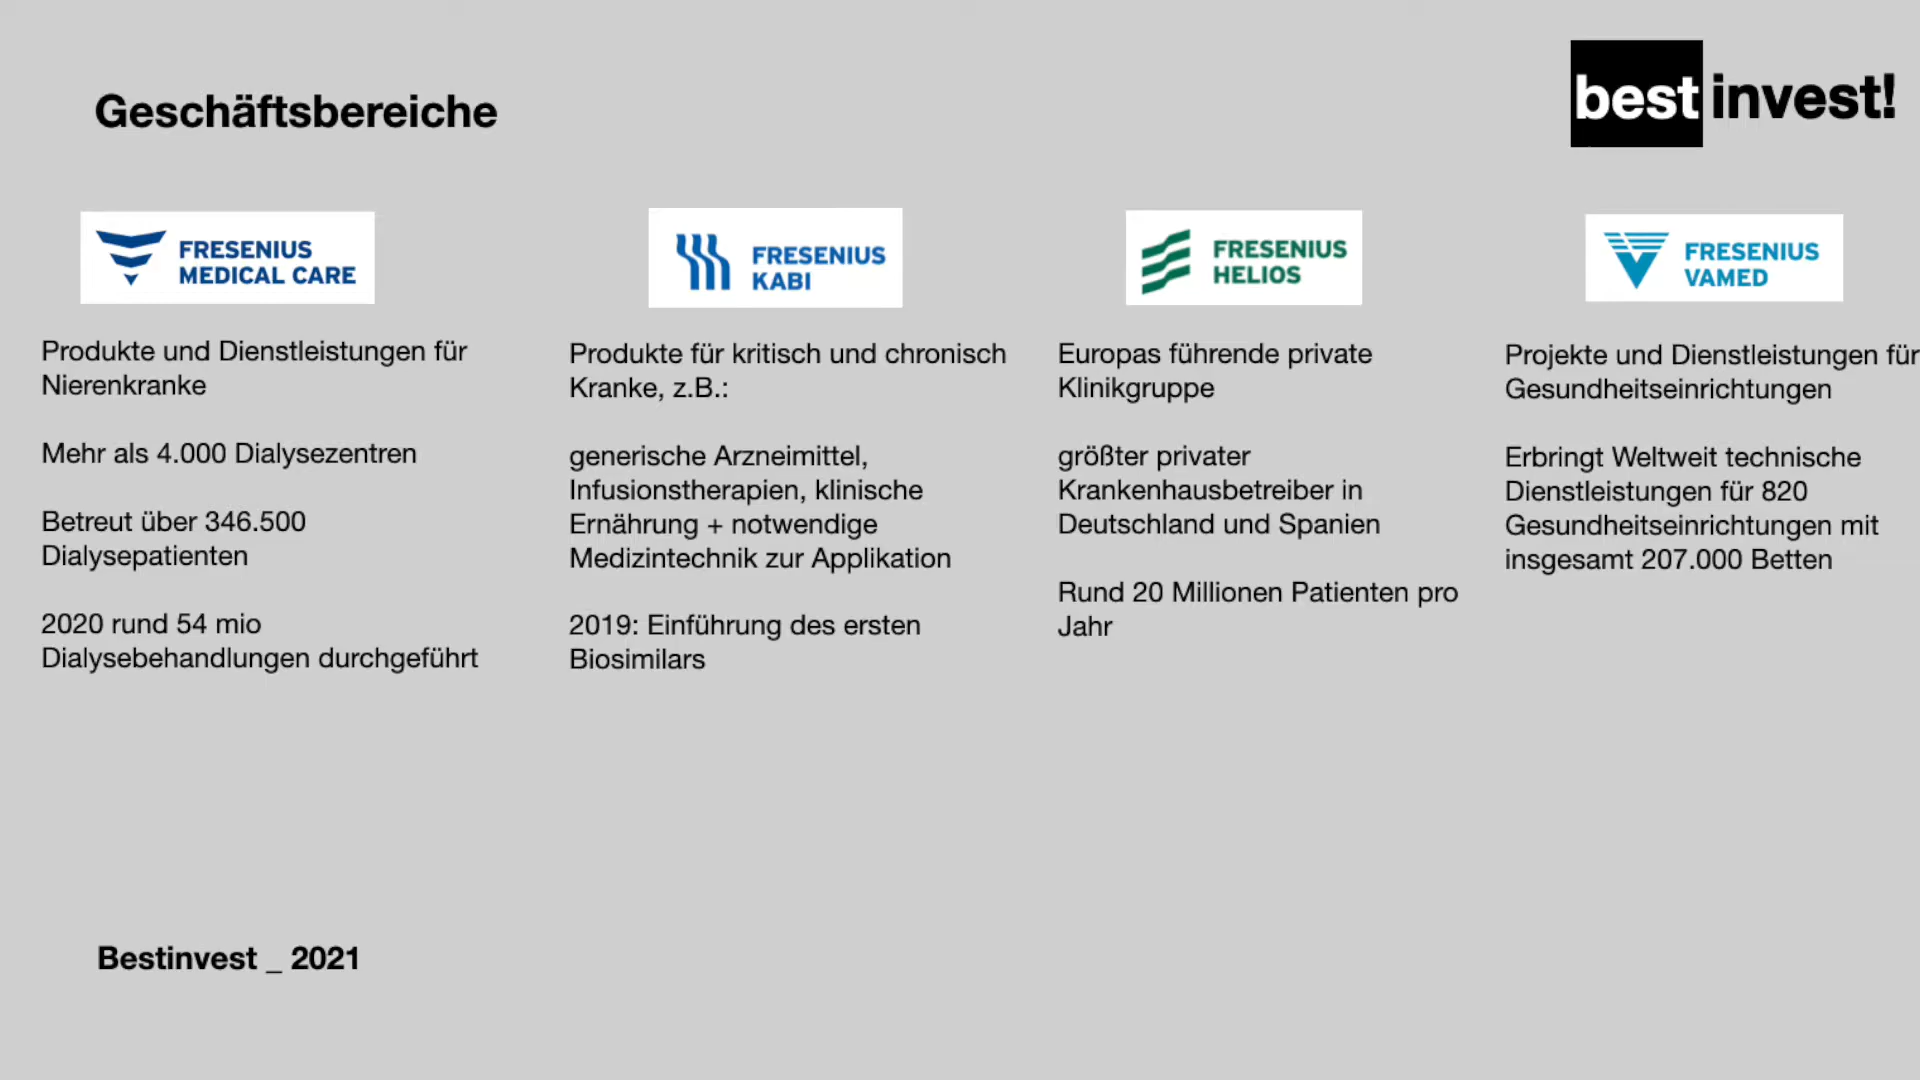 Geschäftsbereiche
best invest!
FRESENIUS
MEDICAL CARE
Produkte und Dienstleistungen für
Nierenkranke
Mehr als 4.000 Dialysezentren
Betreut über 346.500
Dialysepatienten
2020 rund 54 mio
Dialysebehandlungen durchgeführt
FRESENIUS
KABI
Produkte für kritisch und chronisch
Kranke, z.B.:
generische Arzneimittel,
Infusionstherapien, klinische
Ernährung + notwendige
Medizintechnik zur Applikation
2019: Einführung des ersten
Biosimilars
FRESENIUS
HELIOS
Europas führende private
Klinikgruppe
größter privater
Krankenhausbetreiber in
Deutschland und Spanien
Rund 20 Millionen Patienten pro
Jahr
FRESENIUS
VAMED
Projekte und Dienstleistungen für
Gesundheitseinrichtungen
Erbringt Weltweit technische
Dienstleistungen für 820
Gesundheitseinrichtungen mit
insgesamt 207.000 Betten
Bestinvest _ 2021